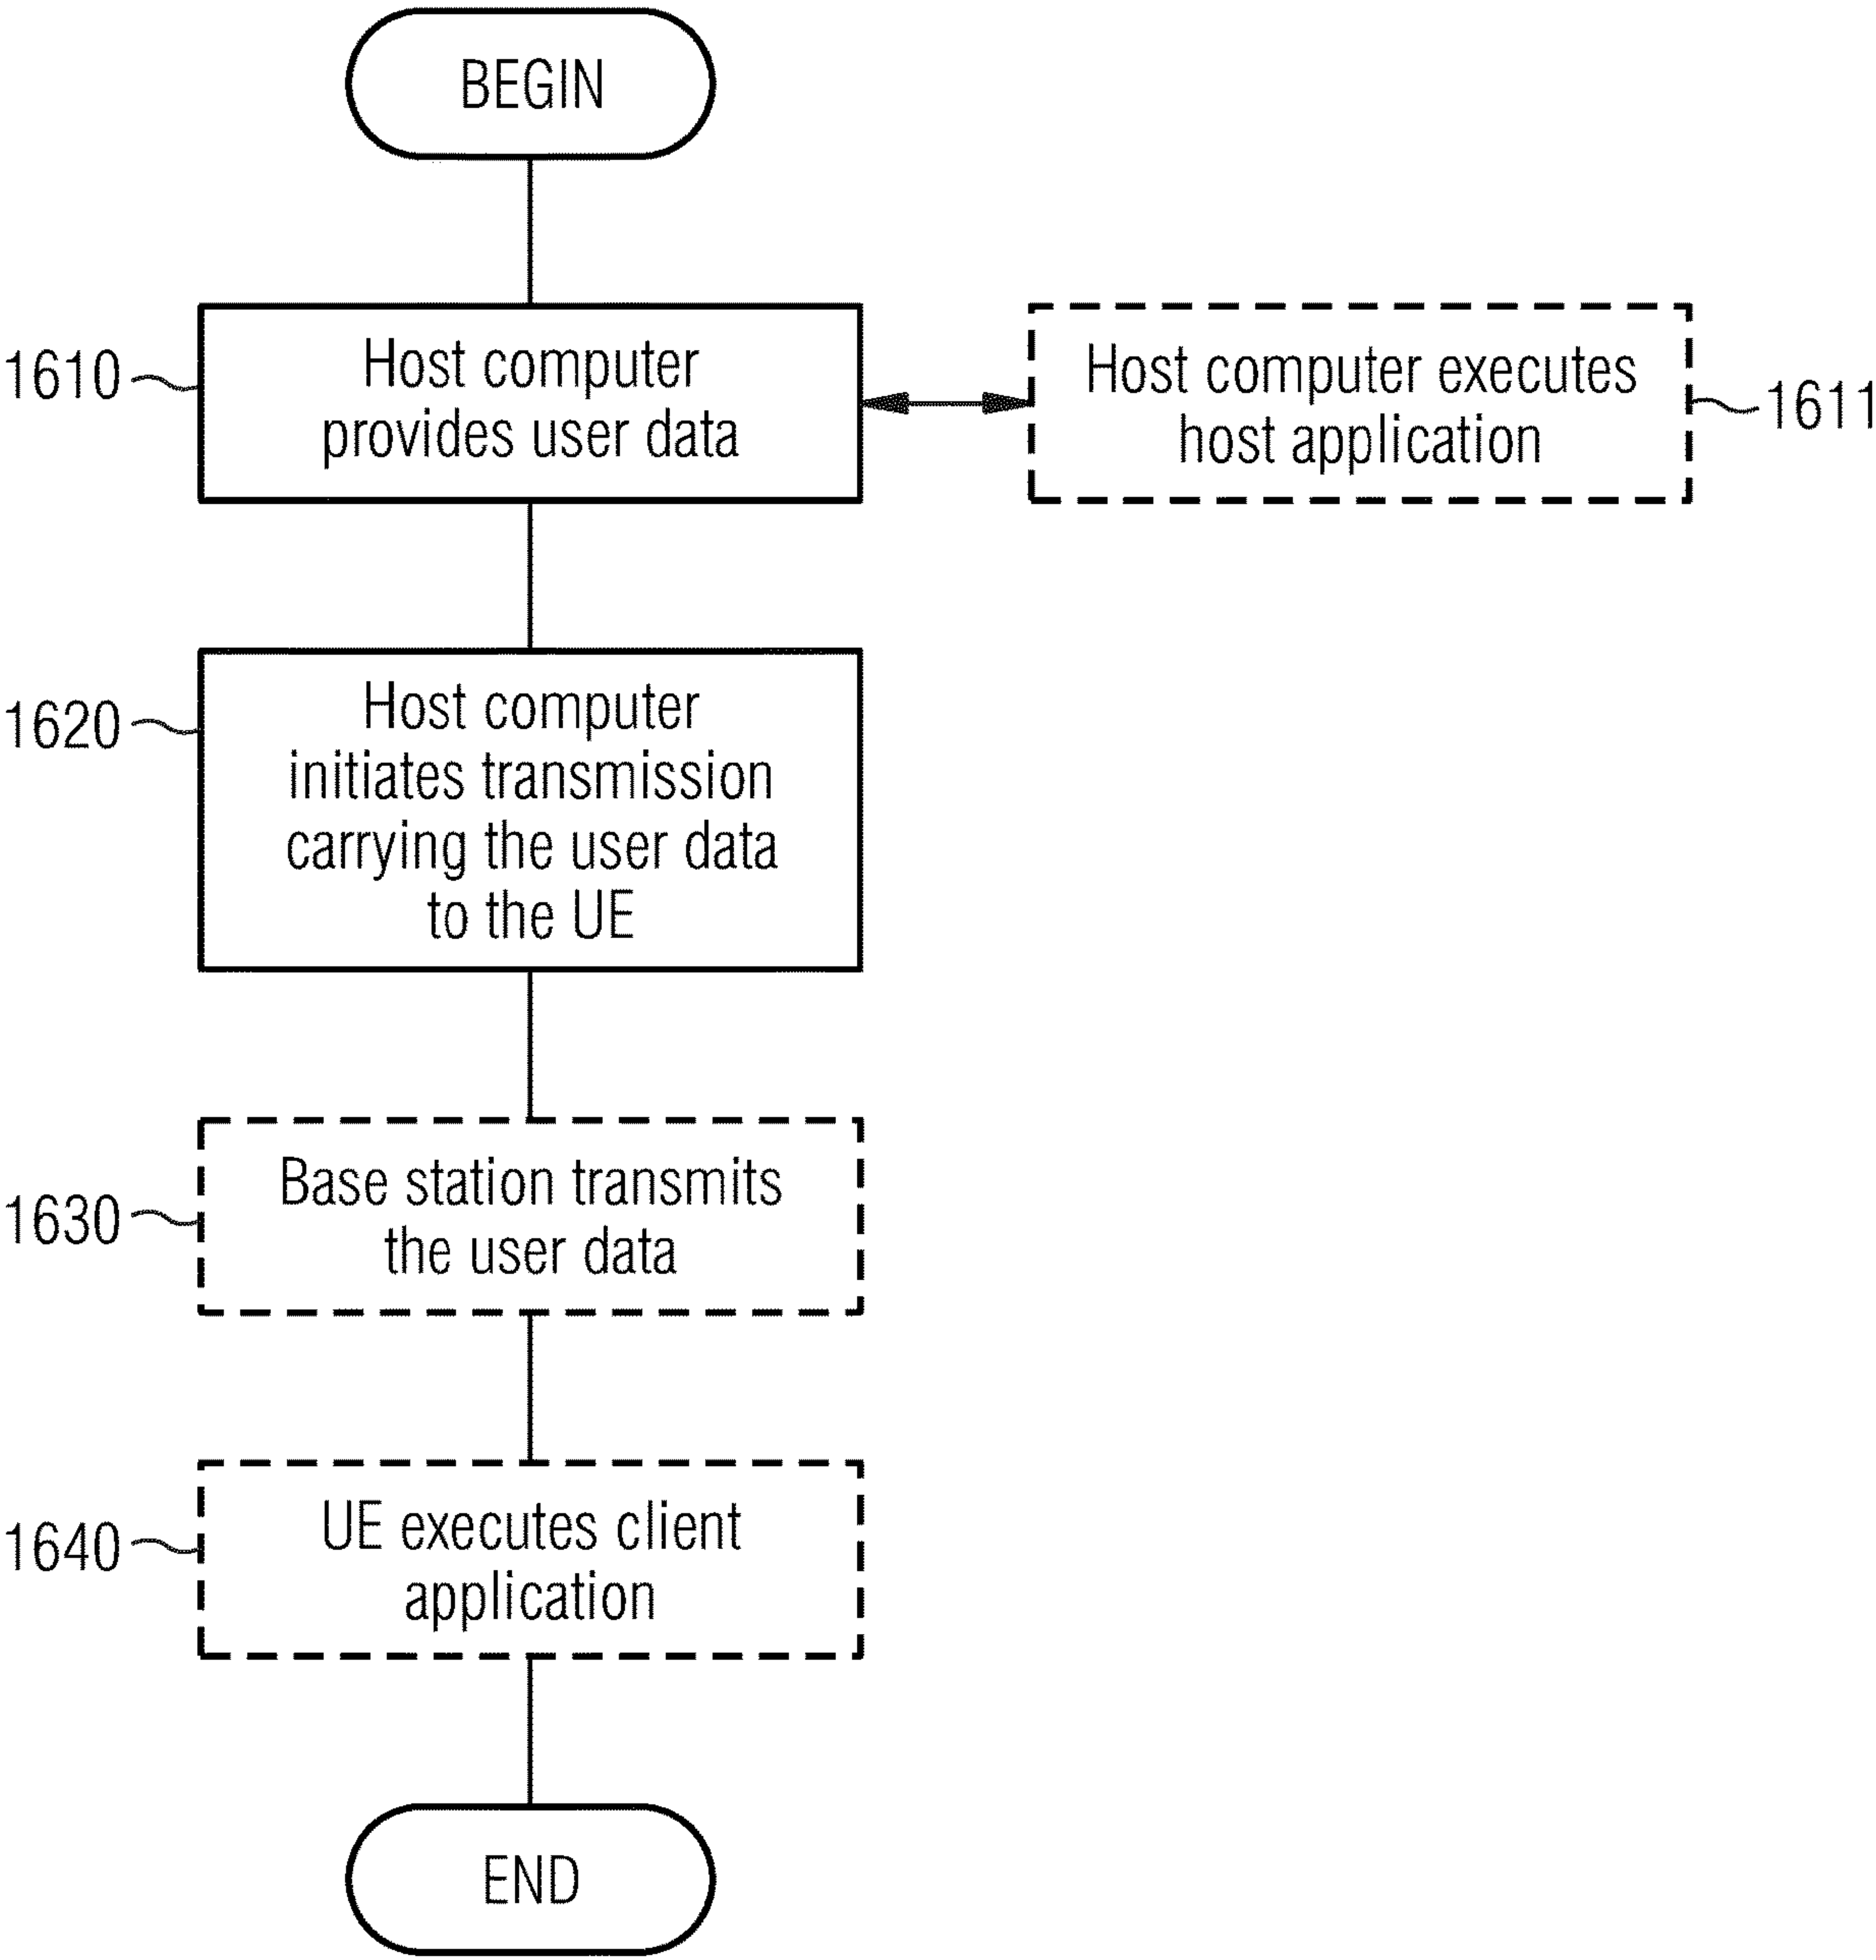 BEGIN
1610
Host computer
provides user data
Host computer executes
host application
1611
1620
Host computer
initiates transmission
carrying the user data
to the UE
1630
Base station transmits
the user data
1640
UE executes client
application
END